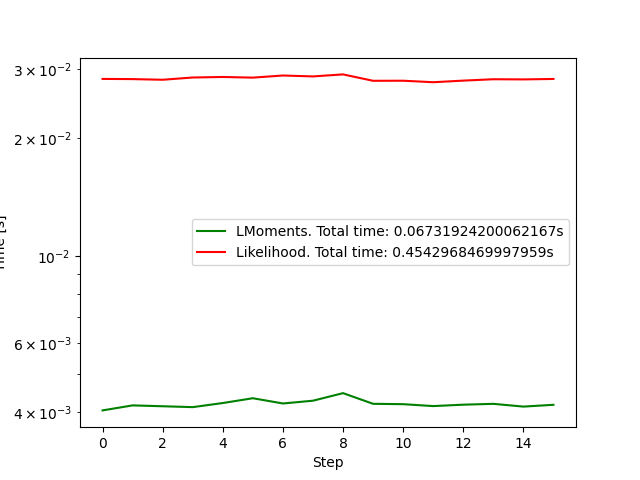 3 × 10⁻²
2 × 10⁻²
10⁻²
6 × 10⁻³
4 × 10⁻³
Time [s]
LMoments. Total time: 0.06731924200062167s
Likelihood. Total time: 0.4542968469997959s
0 2 4 6 8 10 12 14
Step